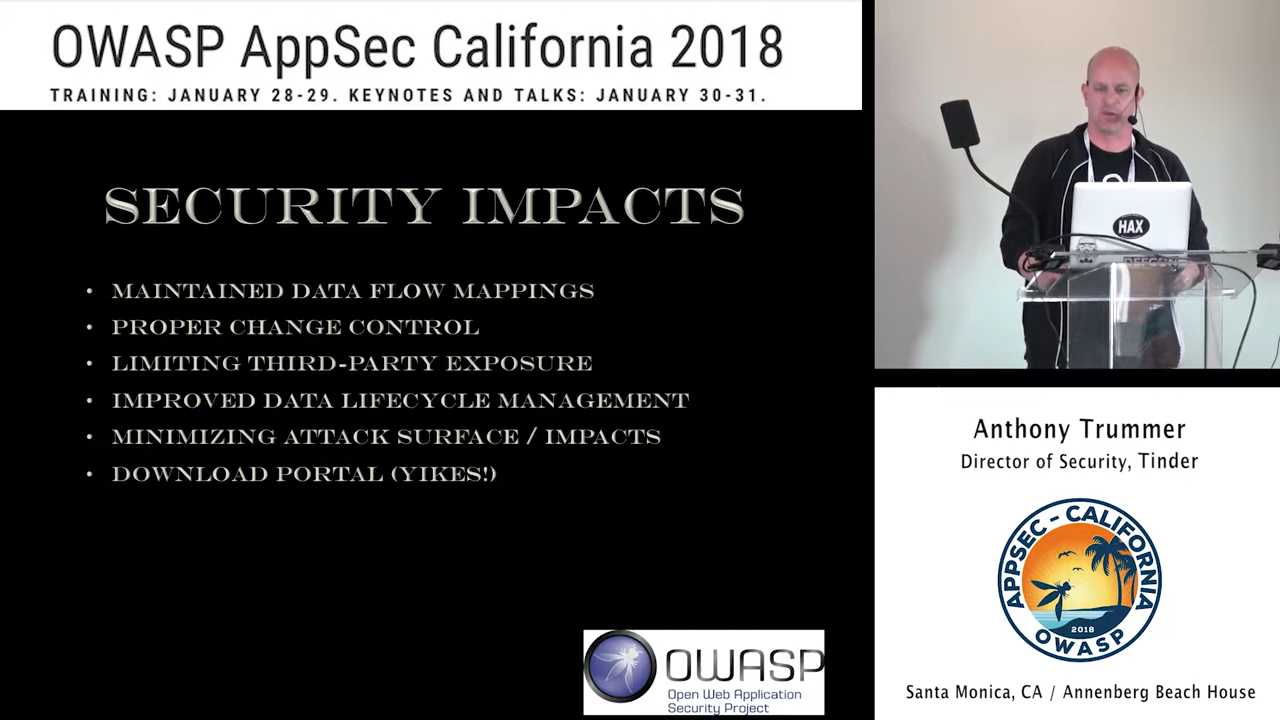 OWASP AppSec California 2018
TRAINING: JANUARY 28-29. KEYNOTES AND TALKS: JANUARY 30-31.
SECURITY IMPACTS
• MAINTAINED DATA FLOW MAPPINGS
• PROPER CHANGE CONTROL
• LIMITING THIRD-PARTY EXPOSURE
• IMPROVED DATA LIFECYCLE MANAGEMENT
• MINIMIZING ATTACK SURFACE / IMPACTS
• DOWNLOAD PORTAL (YIKES!)
OWASP
Open Web Application
Security Project
HAX
DEFCON
Anthony Trummer
Director of Security, Tinder
APPSEC - CALIFORNIA
2018
OWASP
Santa Monica, CA / Annenberg Beach House